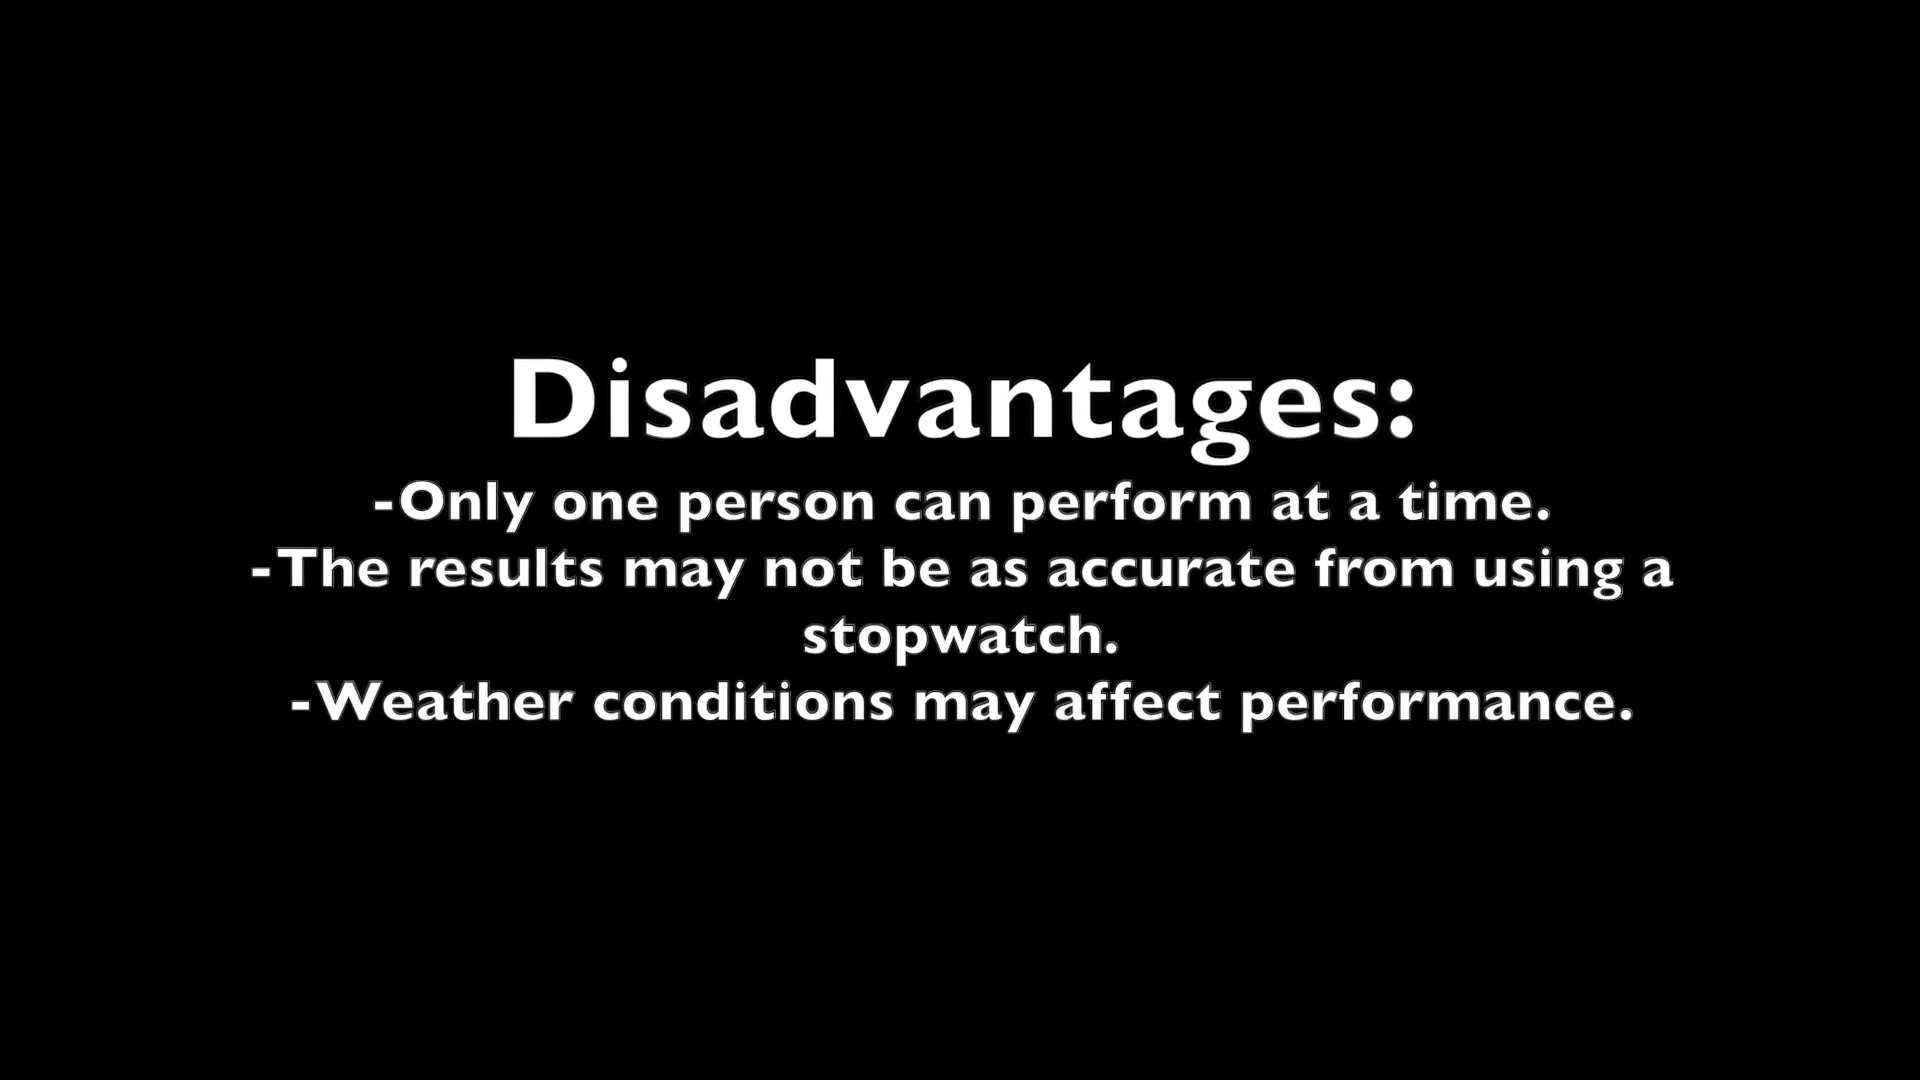 Disadvantages:
-Only one person can perform at a time.
-The results may not be as accurate from using a
stopwatch.
-Weather conditions may affect performance.